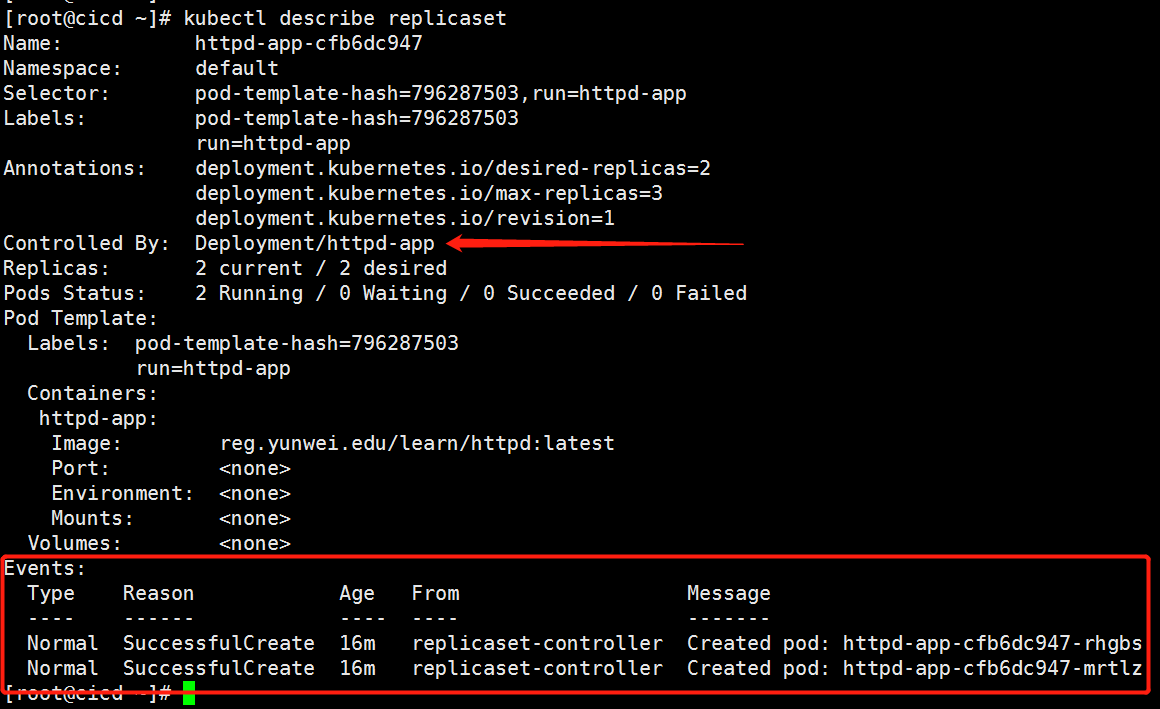 [root@cicd ~]# kubectl describe replicaset
Name:           httpd-app-cfb6dc947
Namespace:      default
Selector:       pod-template-hash=796287503,run=httpd-app
Labels:         pod-template-hash=796287503
                run=httpd-app
Annotations:    deployment.kubernetes.io/desired-replicas=2
                deployment.kubernetes.io/max-replicas=3
                deployment.kubernetes.io/revision=1
Controlled By:  Deployment/httpd-app
Replicas:       2 current / 2 desired
Pods Status:    2 Running / 0 Waiting / 0 Succeeded / 0 Failed
Pod Template:
  Labels:  pod-template-hash=796287503
           run=httpd-app
  Containers:
   httpd-app:
    Image:        reg.yunwei.edu/learn/httpd:latest
    Port:         <none>
    Environment:  <none>
    Mounts:       <none>
  Volumes:        <none>
Events:
  Type    Reason            Age   From                   Message
  ----    ------            ----  ----                   -------
  Normal  SuccessfulCreate  16m   replicaset-controller  Created pod: httpd-app-cfb6dc947-rhgbs
  Normal  SuccessfulCreate  16m   replicaset-controller  Created pod: httpd-app-cfb6dc947-mrtlz
[root@cicd ~]#